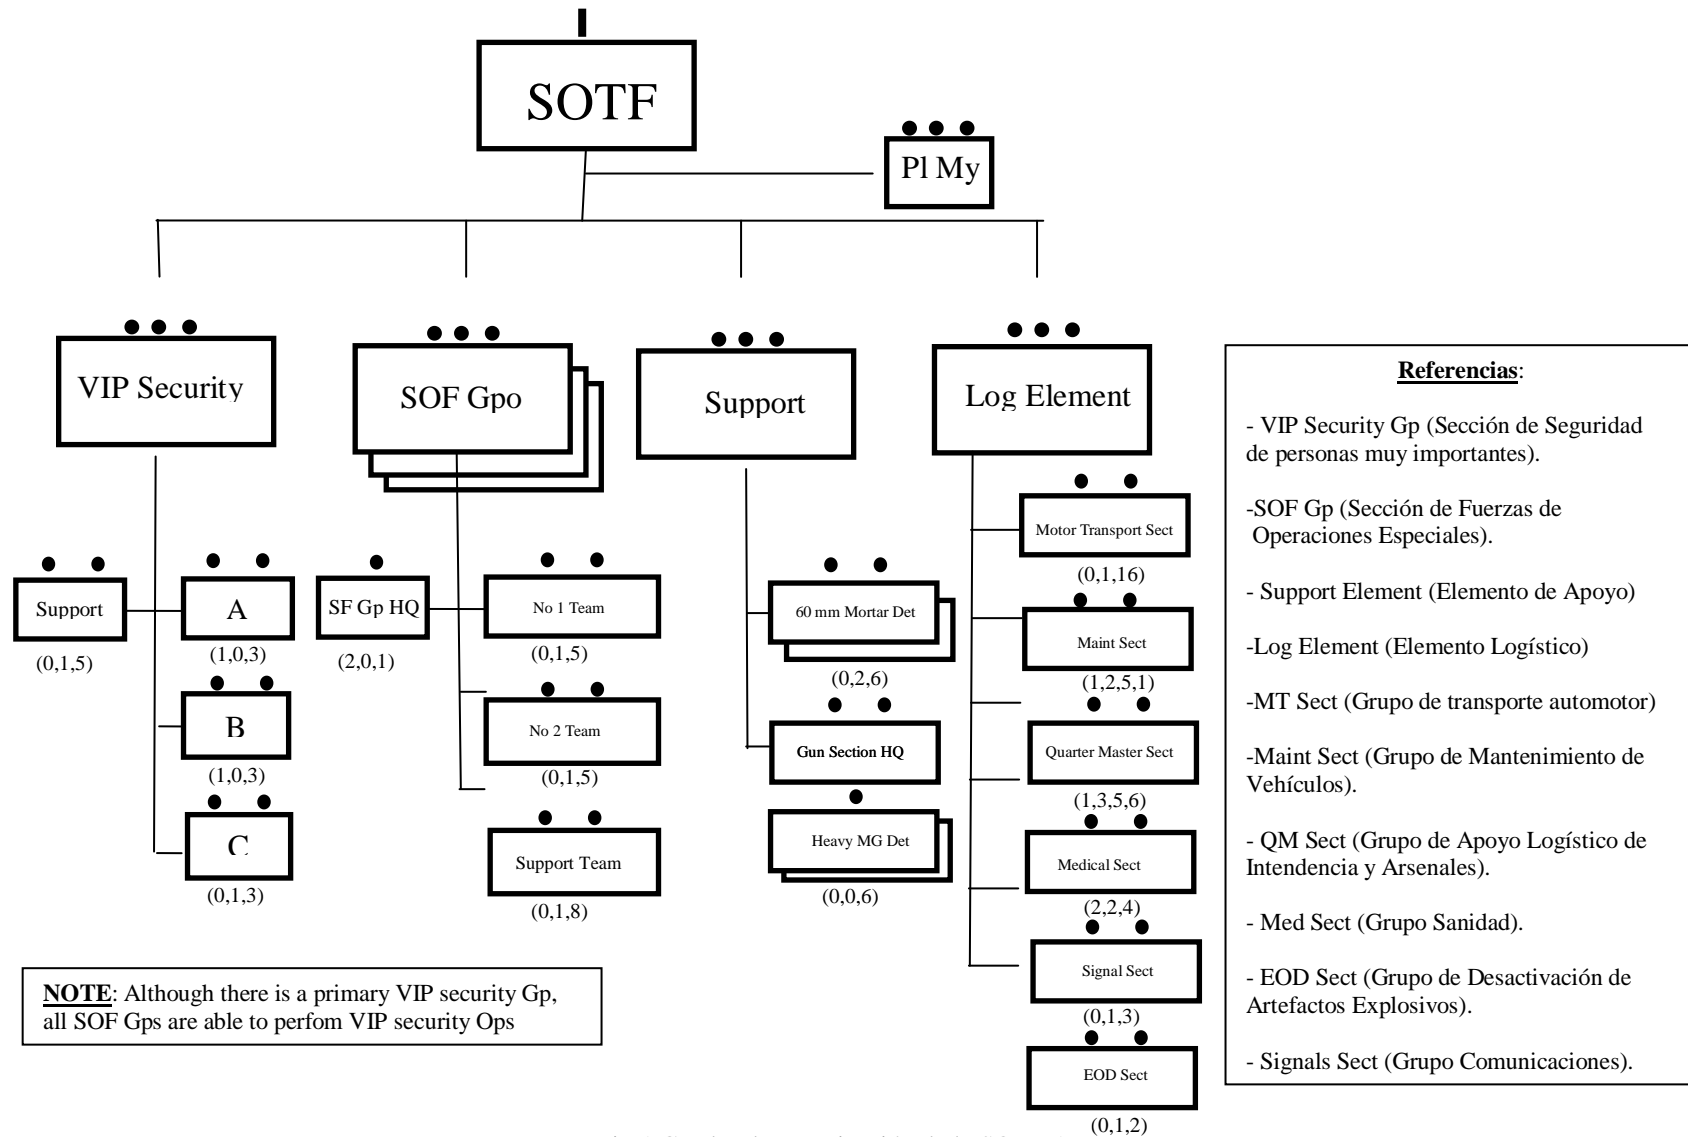 SOTF
Pl My
VIP Security
SOF Gpo
Support
Log Element
Support
(0,1,5)
A
(1,0,3)
B
(1,0,3)
C
(0,1,3)
SF Gp HQ
(2,0,1)
No 1 Team
(0,1,5)
No 2 Team
(0,1,5)
Support Team
(0,1,8)
60 mm Mortar Det
(0,2,6)
Gun Section HQ
Heavy MG Det
(0,0,6)
Motor Transport Sect
(0,1,16)
Maint Sect
(1,2,5,1)
Quarter Master Sect
(1,3,5,6)
Medical Sect
(2,2,4)
Signal Sect
(0,1,3)
EOD Sect
(0,1,2)
Referencias:
- VIP Security Gp (Sección de Seguridad
de personas muy importantes).
-SOF Gp (Sección de Fuerzas de
Operaciones Especiales).
- Support Element (Elemento de Apoyo)
-Log Element (Elemento Logístico)
-MT Sect (Grupo de transporte automotor)
-Maint Sect (Grupo de Mantenimiento de
Vehículos).
- QM Sect (Grupo de Apoyo Logístico de
Intendencia y Arsenales).
- Med Sect (Grupo Sanidad).
- EOD Sect (Grupo de Desactivación de
Artefactos Explosivos).
- Signals Sect (Grupo Comunicaciones).
NOTE: Although there is a primary VIP security Gp,
all SOF Gps are able to perfom VIP security Ops